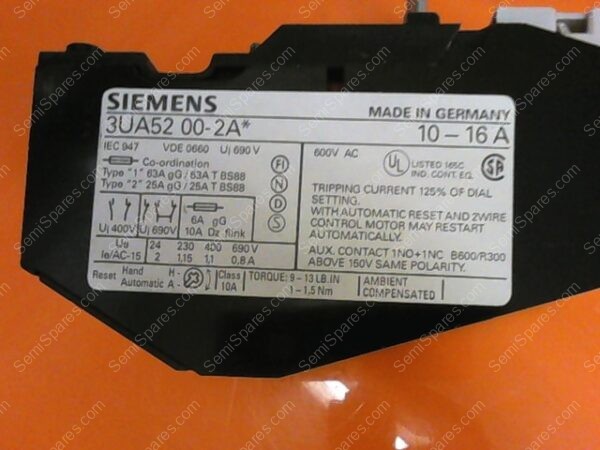 SIEMENS
MADE IN GERMANY
3UA52 00-2A*
10 – 16 A
IEC 947 VDE 0660 Ui 690 V
600V AC
UL LISTED 165C
IND. CONT. EQ.
SA
Co-ordination
Type "1" 63A gG / 63A T BS88
Type "2" 25A gG / 25A T BS88
FI
N
D
S
TRIPPING CURRENT 125% OF DIAL
SETTING.
WITH AUTOMATIC RESET AND 2WIRE
CONTROL MOTOR MAY RESTART
AUTOMATICALLY.
6A gG
Ui 400V Ui 690V 10A Dz flink
Ue 24 230 400 690 V
Ie/AC-15 2 1,15 1,1 0,8 A
AUX. CONTACT 1NO+1NC B600/R300
ABOVE 150V SAME POLARITY.
Reset Hand H -
Automatic A -
Class
10A
TORQUE: 9 – 13 LB.IN
1 – 1,5 Nm
AMBIENT
COMPENSATED
SemiSpares.com